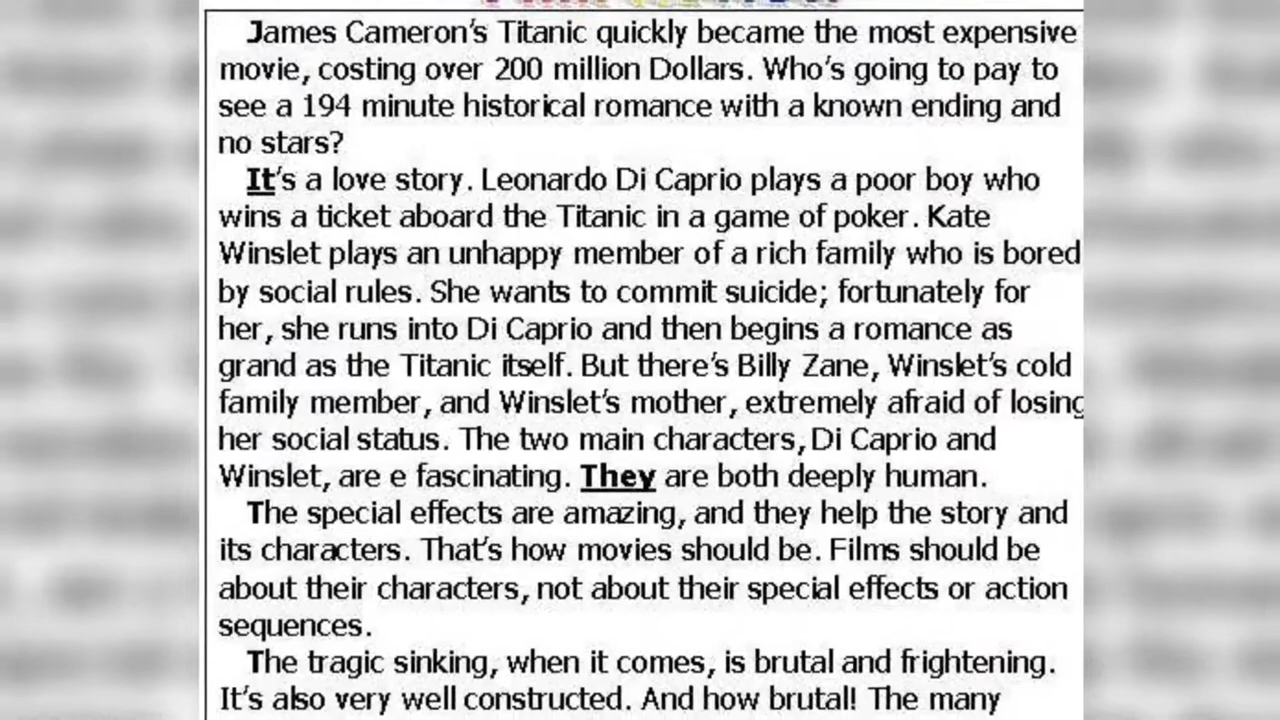 James Cameron's Titanic quickly became the most expensive
movie, costing over 200 million Dollars. Who's going to pay to
see a 194 minute historical romance with a known ending and
no stars?
It's a love story. Leonardo Di Caprio plays a poor boy who
wins a ticket aboard the Titanic in a game of poker. Kate
Winslet plays an unhappy member of a rich family who is bored
by social rules. She wants to commit suicide; fortunately for
her, she runs into Di Caprio and then begins a romance as
grand as the Titanic itself. But there's Billy Zane, Winslet's cold
family member, and Winslet's mother, extremely afraid of losing
her social status. The two main characters, Di Caprio and
Winslet, are e fascinating. They are both deeply human.
The special effects are amazing, and they help the story and
its characters. That's how movies should be. Films should be
about their characters, not about their special effects or action
sequences.
The tragic sinking, when it comes, is brutal and frightening.
It's also very well constructed. And how brutal! The many